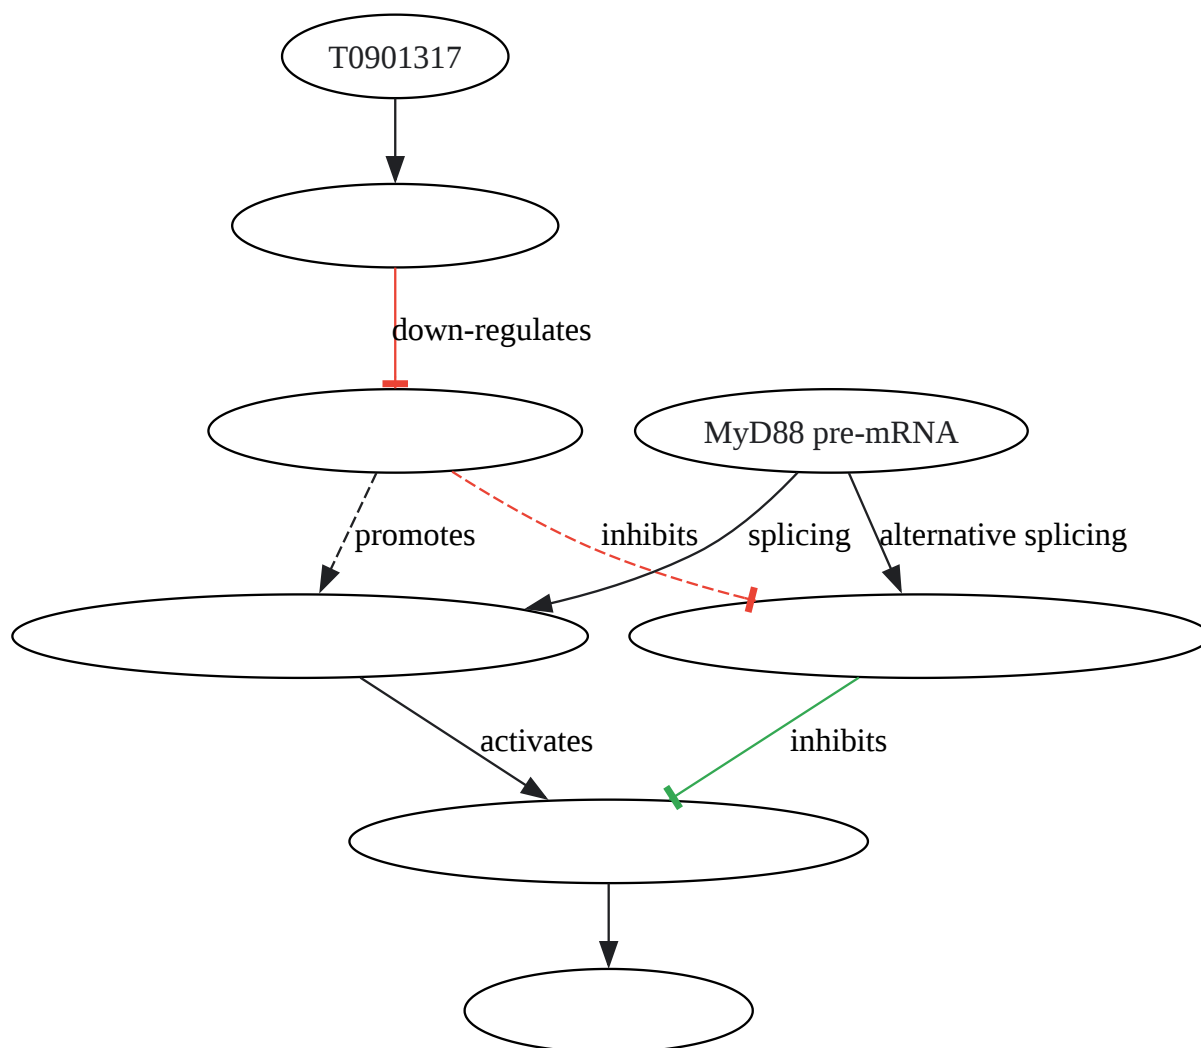 T0901317
down-regulates
MyD88 pre-mRNA
promotes
inhibits
splicing
alternative splicing
activates
inhibits